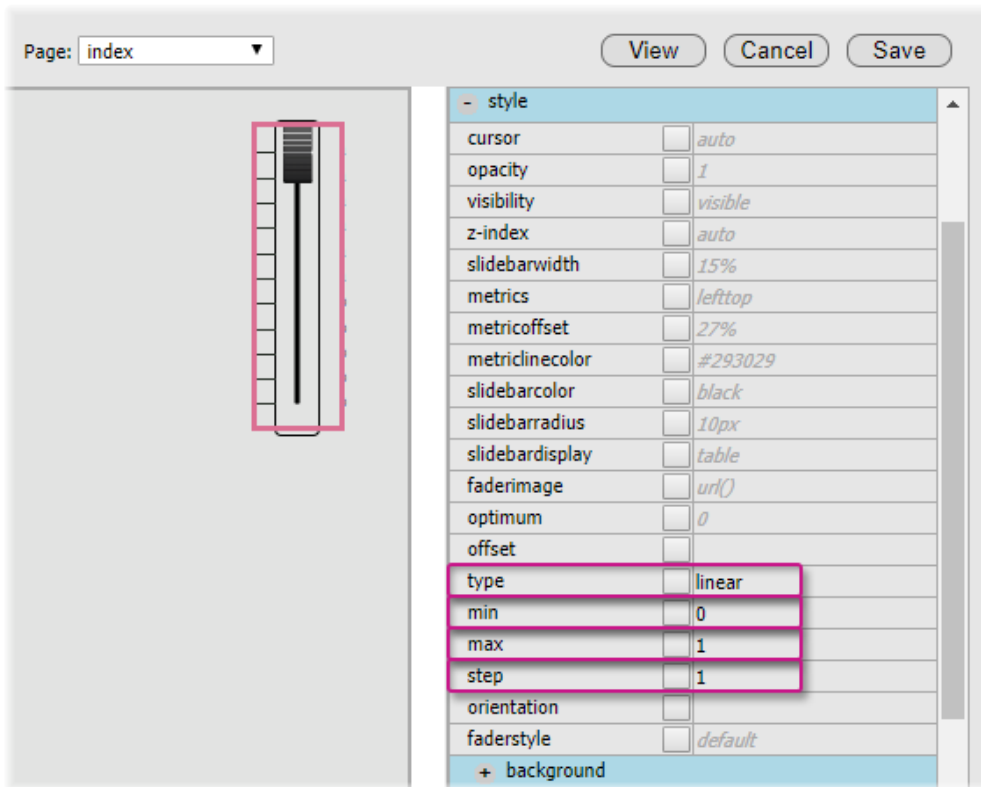 Page: index View Cancel Save
- style
cursor auto
opacity 1
visibility visible
z-index auto
slidebarwidth 15%
metrics lefttop
metricoffset 27%
metriclinecolor #293029
slidebarcolor black
slidebarradius 10px
slidebardisplay table
faderimage url()
optimum 0
offset
type linear
min 0
max 1
step 1
orientation
faderstyle default
+ background